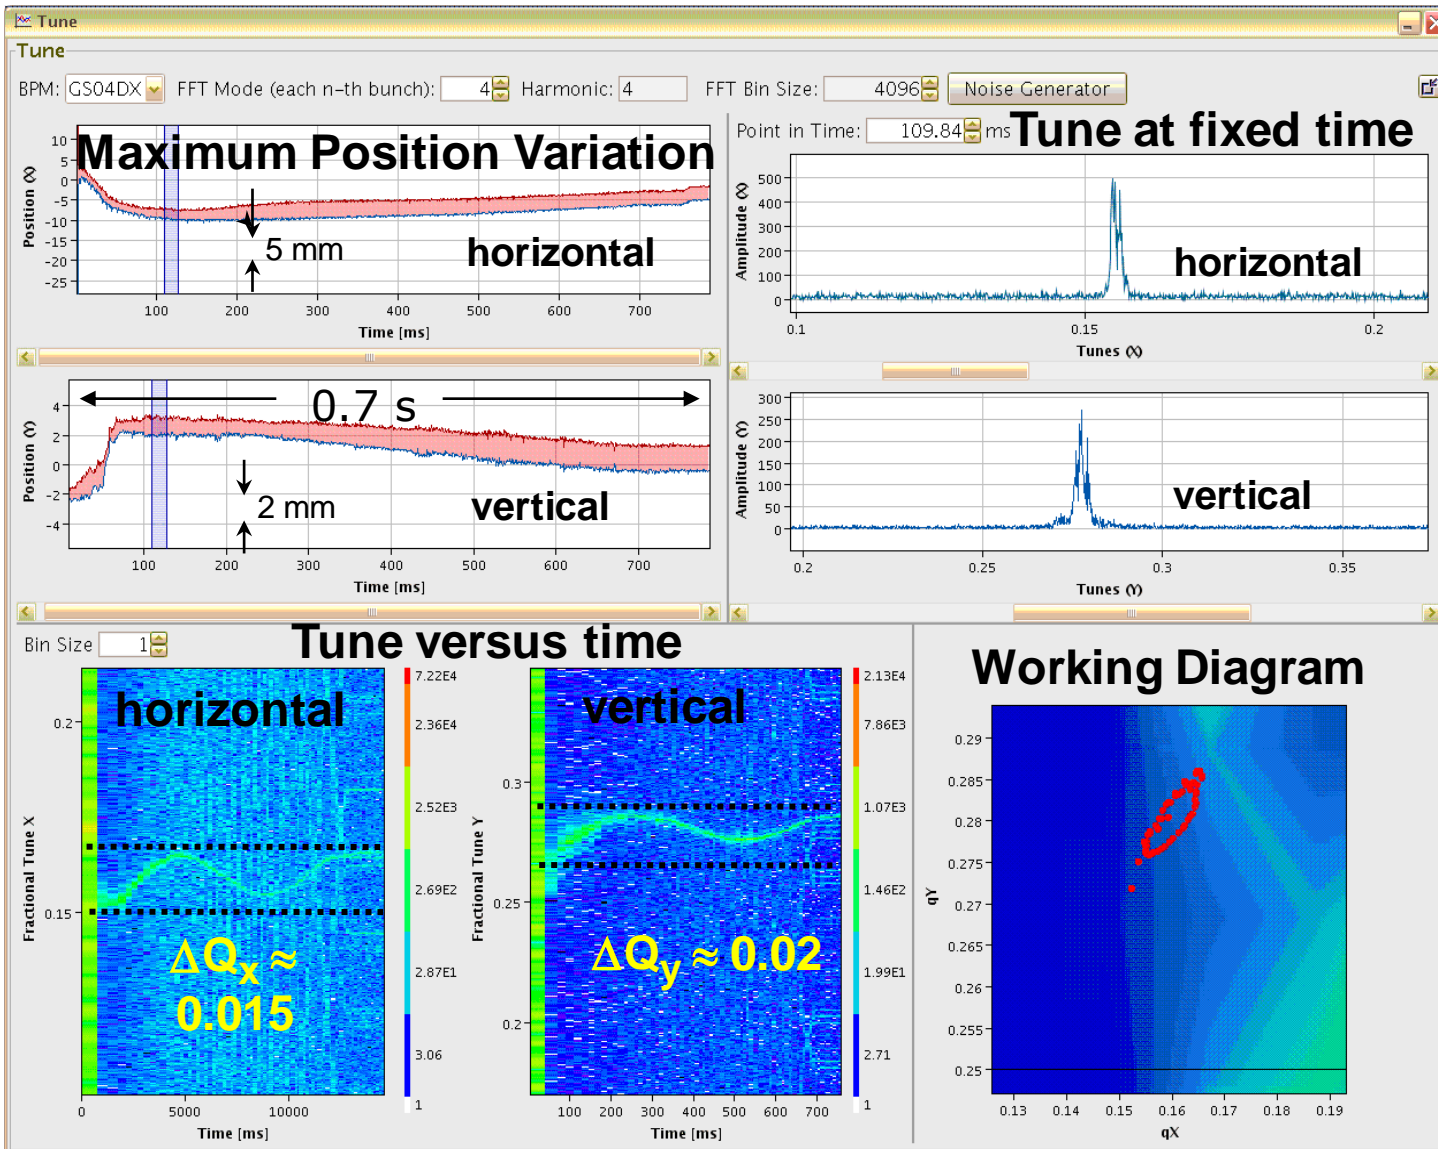 Tune
Tune
BPM: GS04DX FFT Mode (each n-th bunch): 4 Harmonic: 4 FFT Bin Size: 4096 Noise Generator
Maximum Position Variation
Position (X)
10
5
0
-5
-10
-15
-20
-25
5 mm
horizontal
100 200 300 400 500 600 700
Time [ms]
Point in Time: 109.84 ms
Tune at fixed time
Amplitude (X)
500
400
300
200
100
0
horizontal
0.1 0.15 0.2
Tunes (X)
Position (Y)
4
2
0
-2
-4
0.7 s
2 mm
vertical
100 200 300 400 500 600 700
Time [ms]
Amplitude (Y)
300
250
200
150
100
50
0
vertical
0.2 0.25 0.3 0.35
Tunes (Y)
Bin Size 1
Tune versus time
Fractional Tune X
0.2
0.15
horizontal
ΔQx ≈
0.015
0 5000 10000
Time [ms]
7.22E4
2.36E4
2.52E3
2.69E2
2.87E1
3.06
1
Fractional Tune Y
0.3
0.25
0.2
vertical
ΔQy ≈ 0.02
100 200 300 400 500 600 700
Time [ms]
2.13E4
7.86E3
1.07E3
1.46E2
1.99E1
2.71
1
Working Diagram
qY
0.29
0.285
0.28
0.275
0.27
0.265
0.26
0.255
0.25
0.13 0.14 0.15 0.16 0.17 0.18 0.19
qX